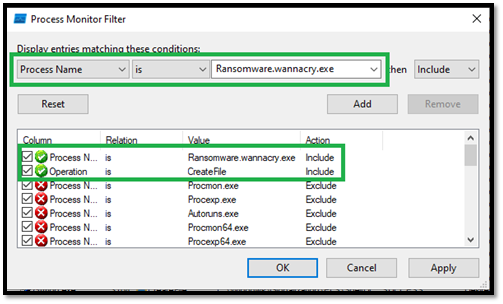 Process Monitor Filter
Display entries matching these conditions:
Process Name is Ransomware.wannacry.exe then Include
Reset Add Remove
Column Relation Value Action
Process N... is Ransomware.wannacry.exe Include
Operation is CreateFile Include
Process N... is Procmon.exe Exclude
Process N... is Procexp.exe Exclude
Process N... is Autoruns.exe Exclude
Process N... is Procmon64.exe Exclude
Process N... is Procexp64.exe Exclude
OK Cancel Apply